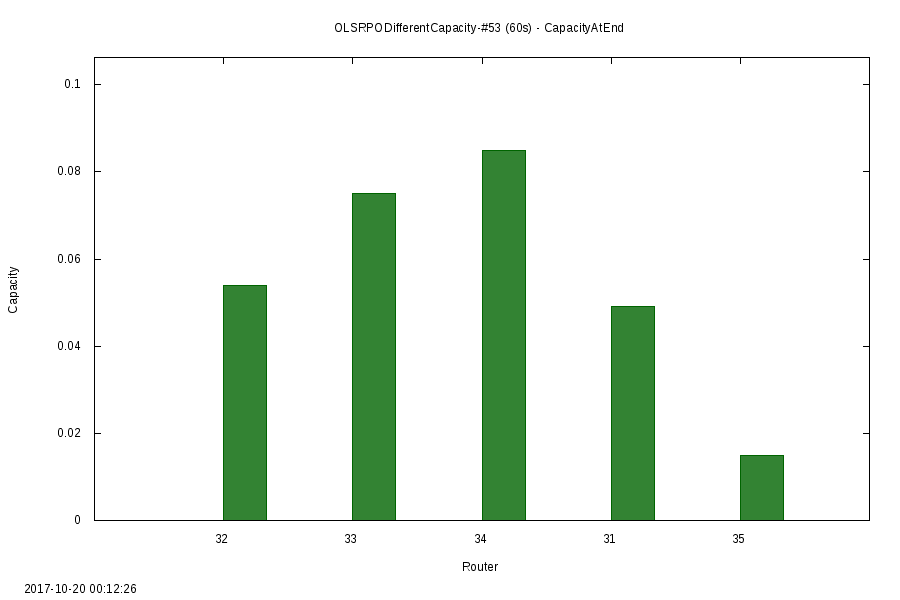 OLSRPODifferentCapacity-#53 (60s) - CapacityAtEnd
0.1
0.08
0.06
0.04
0.02
0
Capacity
32 33 34 31 35
Router
2017-10-20 00:12:26